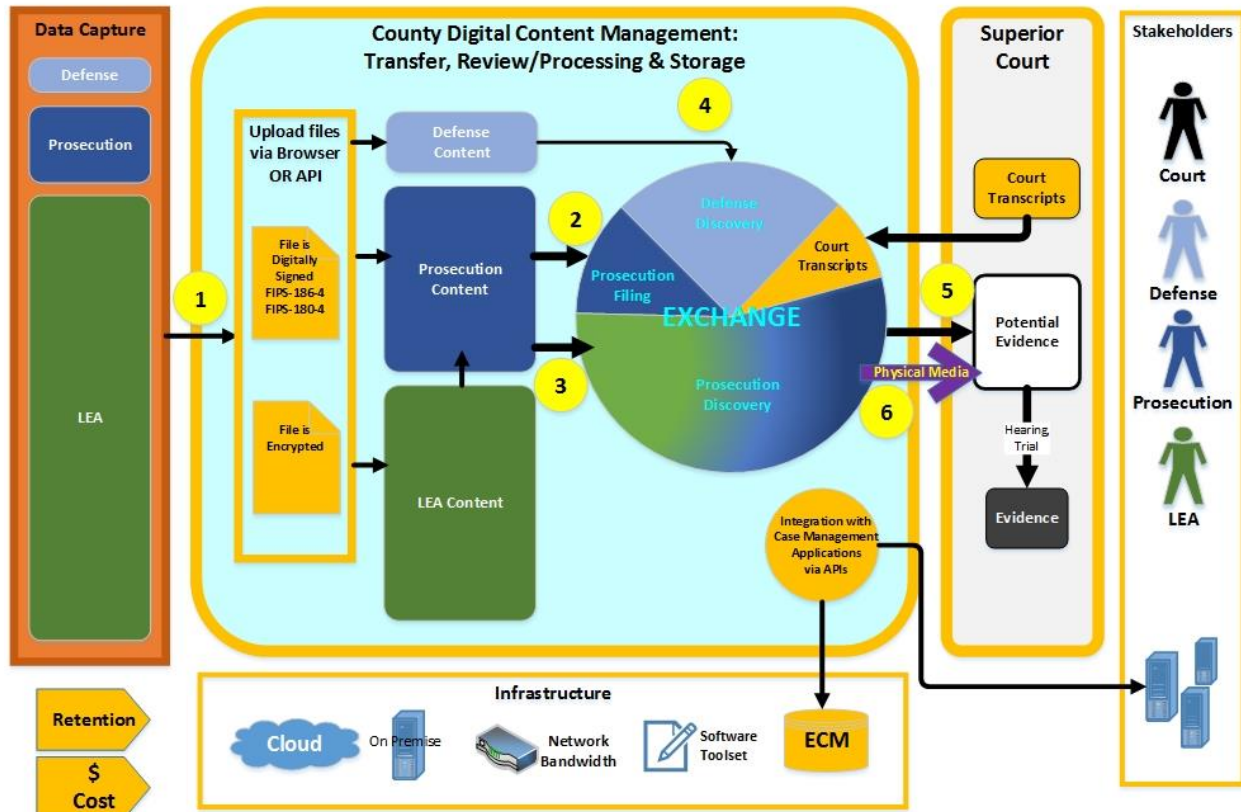 Data Capture
Defense
Prosecution
LEA
County Digital Content Management:
Transfer, Review/Processing & Storage
1
Upload files
via Browser
OR API
File is
Digitally
Signed
FIPS-186-4
FIPS-180-4
File is
Encrypted
Defense
Content
Prosecution
Content
LEA Content
2
3
4
Defense
Discovery
Court
Transcripts
Prosecution
Filing
EXCHANGE
Prosecution
Discovery
5
Physical Media
6
Integration with
Case Management
Applications
via APIs
Superior
Court
Court
Transcripts
Potential
Evidence
Hearing,
Trial
Evidence
Stakeholders
Court
Defense
Prosecution
LEA
Retention
$
Cost
Infrastructure
Cloud
On Premise
Network
Bandwidth
Software
Toolset
ECM